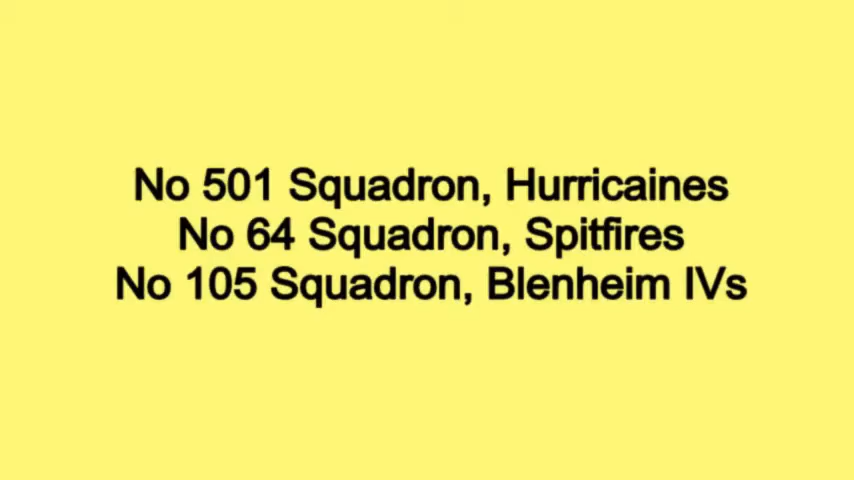 No 501 Squadron, Hurricaines
No 64 Squadron, Spitfires
No 105 Squadron, Blenheim IVs